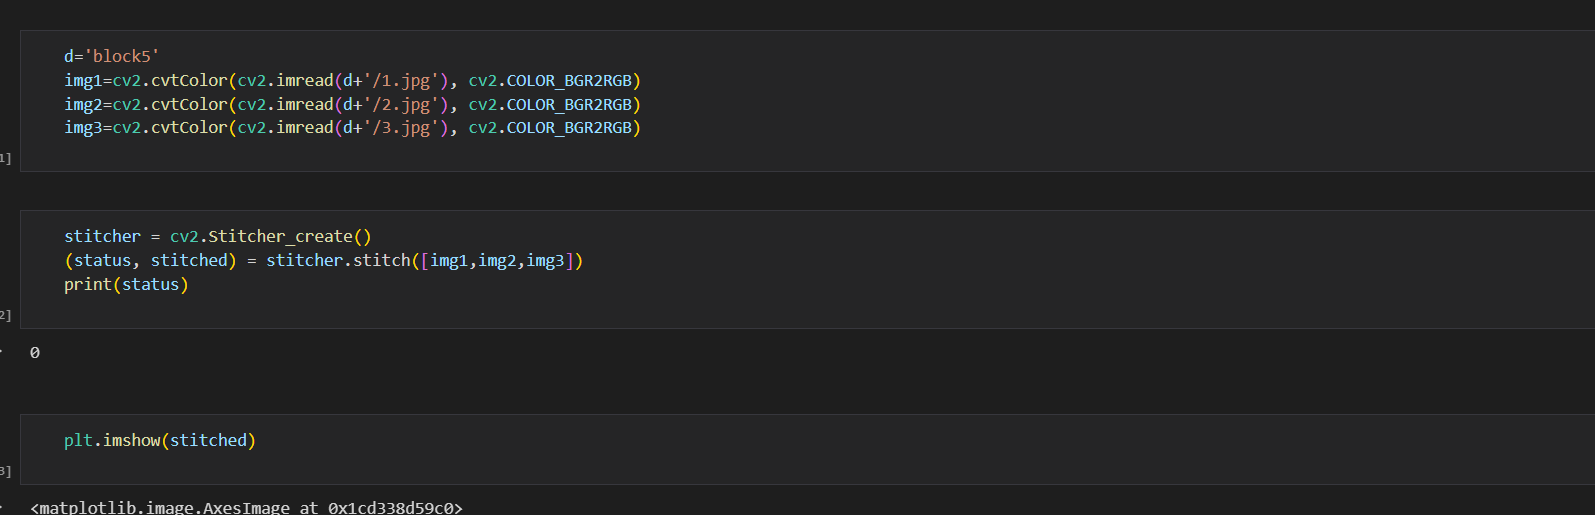 d='block5'
img1=cv2.cvtColor(cv2.imread(d+'/1.jpg'), cv2.COLOR_BGR2RGB)
img2=cv2.cvtColor(cv2.imread(d+'/2.jpg'), cv2.COLOR_BGR2RGB)
img3=cv2.cvtColor(cv2.imread(d+'/3.jpg'), cv2.COLOR_BGR2RGB)
1]
stitcher = cv2.Stitcher_create()
(status, stitched) = stitcher.stitch([img1,img2,img3])
print(status)
2]
0
plt.imshow(stitched)
3]
<matplotlib.image.AxesImage at 0x1cd338d59c0>